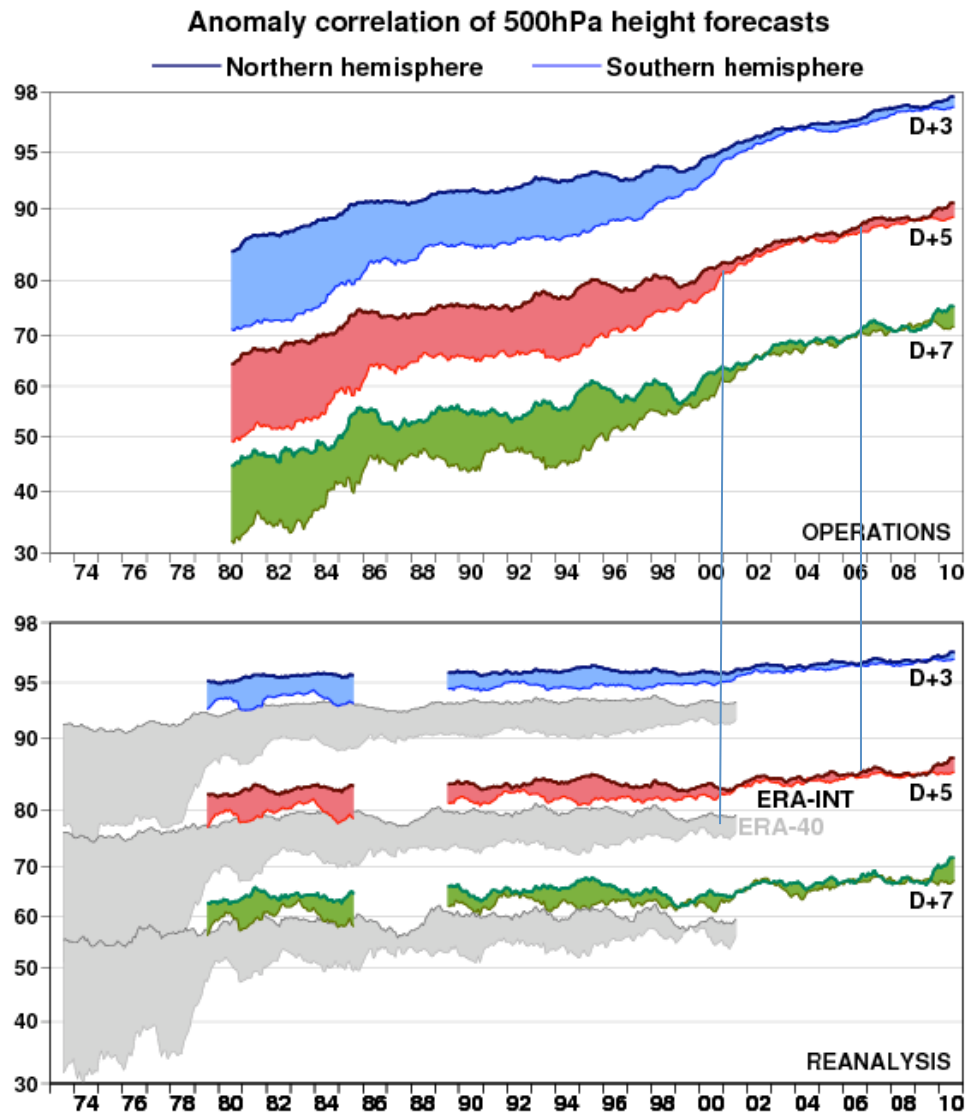 Anomaly correlation of 500hPa height forecasts
Northern hemisphere Southern hemisphere
98
D+3
95
90
D+5
80
70
D+7
60
50
40
OPERATIONS
30
74 76 78 80 82 84 86 88 90 92 94 96 98 00 02 04 06 08 10
98
D+3
95
90
D+5
80
ERA-INT
ERA-40
70
D+7
60
50
40
REANALYSIS
30
74 76 78 80 82 84 86 88 90 92 94 96 98 00 02 04 06 08 10